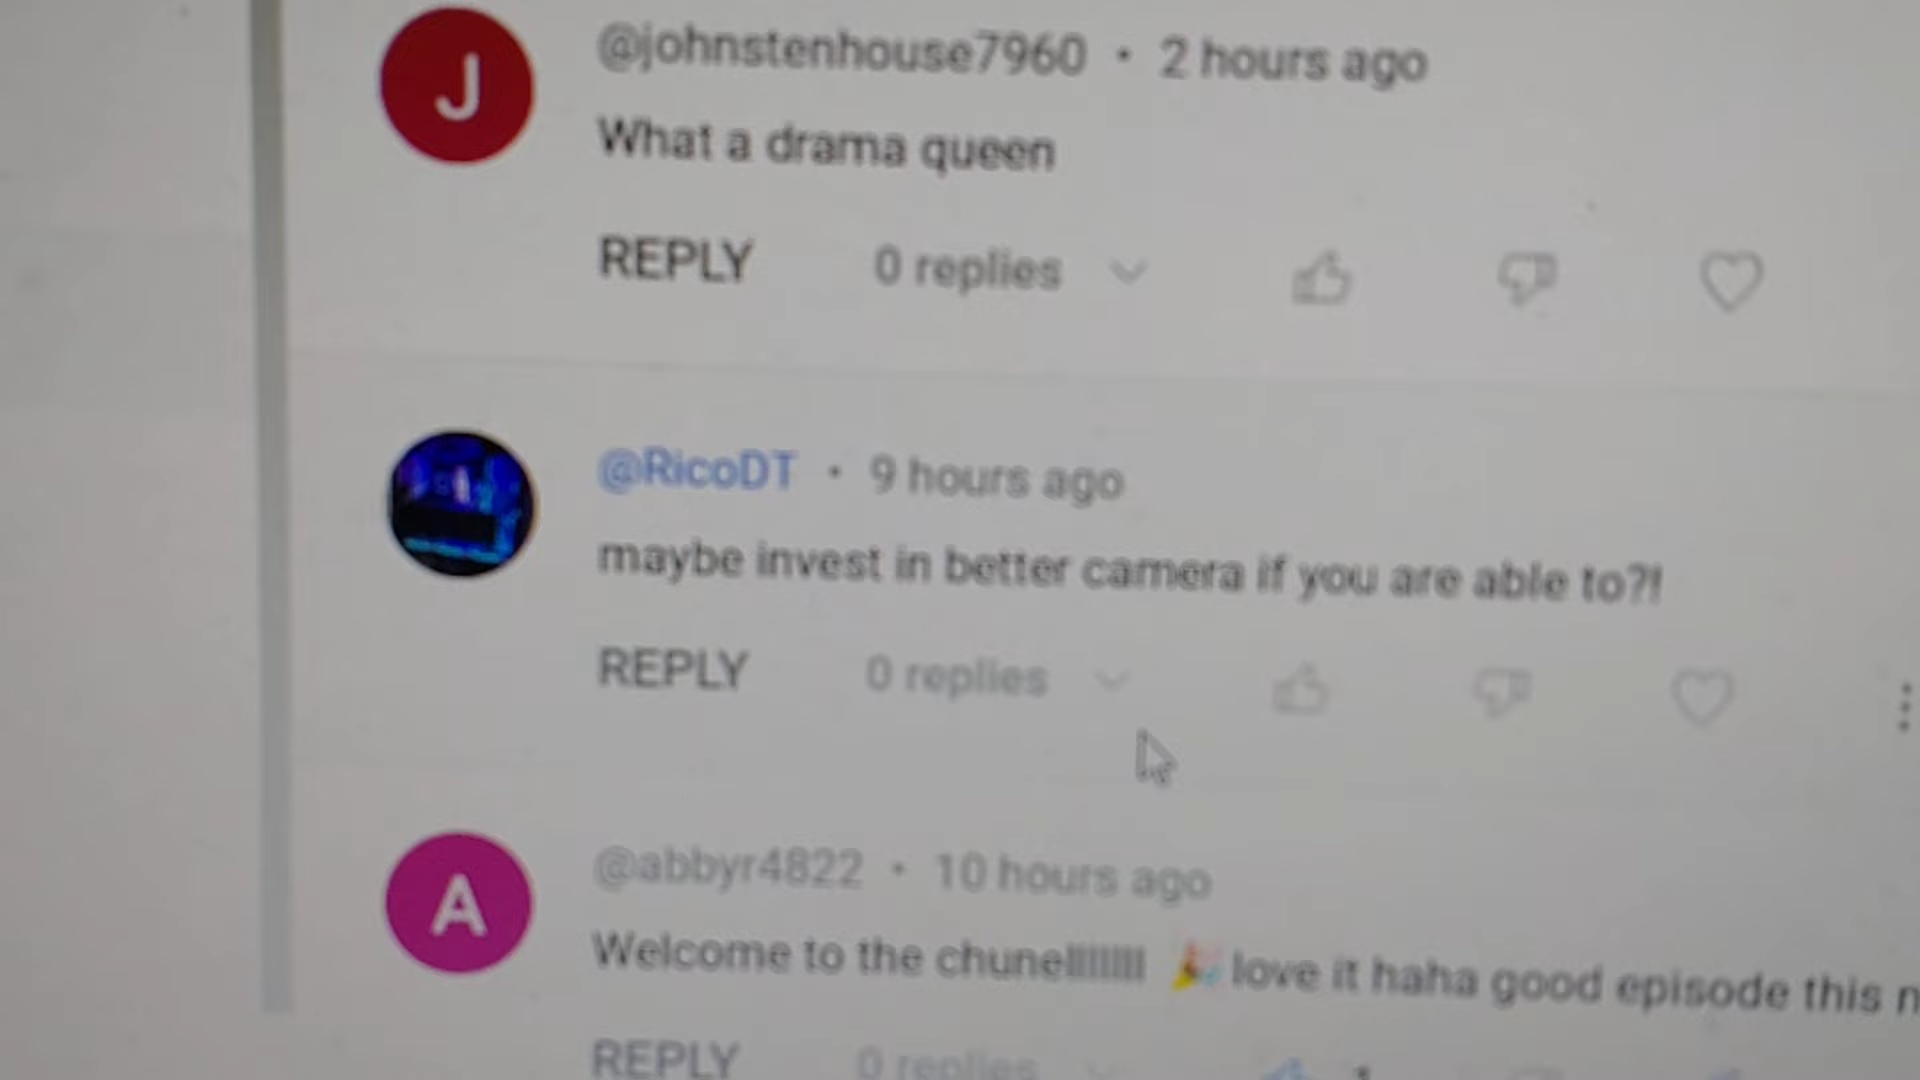 J
@johnstenhouse7960 • 2 hours ago
What a drama queen
REPLY 0 replies
@RicoDT • 9 hours ago
maybe invest in better camera if you are able to?!
REPLY 0 replies
A
@abbyr4822 • 10 hours ago
Welcome to the chunelllllll 🎉 love it haha good episode this
REPLY 0 replies